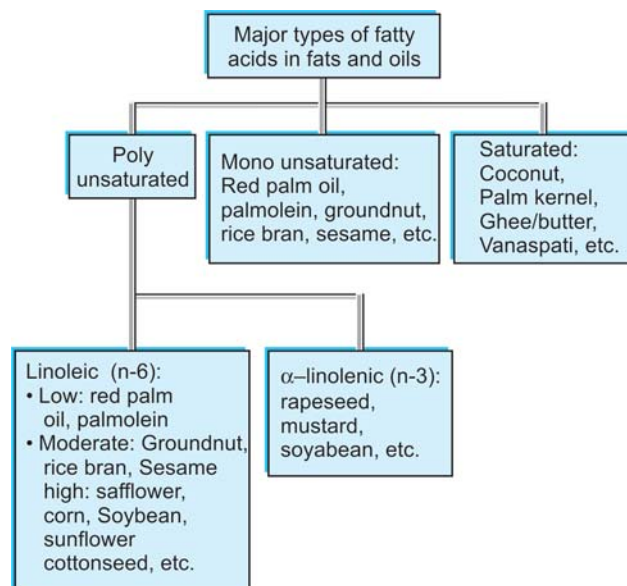 Major types of fatty
acids in fats and oils
Poly
unsaturated
Mono unsaturated:
Red palm oil,
palmolein, groundnut,
rice bran, sesame, etc.
Saturated:
Coconut,
Palm kernel,
Ghee/butter,
Vanaspati, etc.
Linoleic (n-6):
• Low: red palm
oil, palmolein
• Moderate: Groundnut,
rice bran, Sesame
high: safflower,
corn, Soybean,
sunflower
cottonseed, etc.
α–linolenic (n-3):
rapeseed,
mustard,
soyabean, etc.